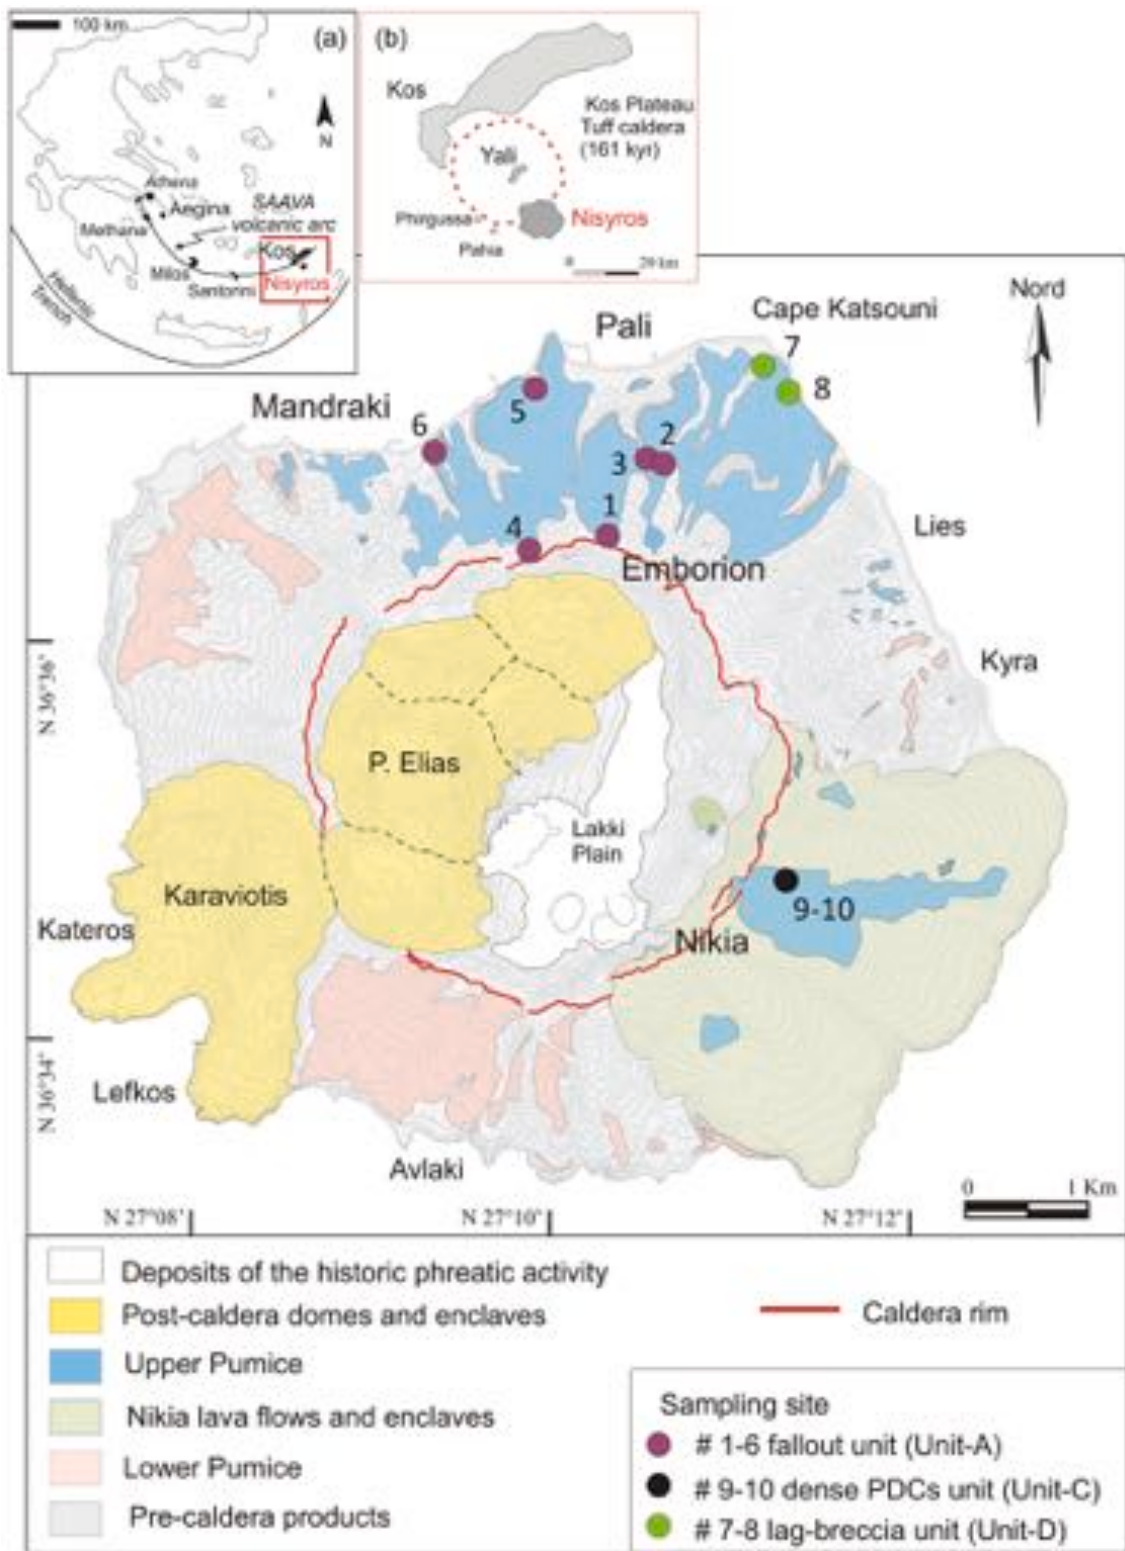 100 km
(a)
N
Athena
Aegina
Methana
SAAVA
volcanic arc
Kos
Milos
Santorini
Nisyros
Hellenic
Trench
(b)
Kos
Kos Plateau
Tuff caldera
(161 kyr)
Yali
Phirgussa
Nisyros
Pahia
0 20 km
Nord
Cape Katsouni
Pali
7
8
Mandraki
5
6
2
3
1
4
Lies
Emborion
Kyra
N 36°36'
P. Elias
Lakki
Plain
Karaviotis
9-10
Kateros
Nikia
N 36°34'
Lefkos
Avlaki
0 1 Km
N 27°08'
N 27°10'
N 27°12'
Deposits of the historic phreatic activity
Post-caldera domes and enclaves
Upper Pumice
Nikia lava flows and enclaves
Lower Pumice
Pre-caldera products
Caldera rim
Sampling site
# 1-6 fallout unit (Unit-A)
# 9-10 dense PDCs unit (Unit-C)
# 7-8 lag-breccia unit (Unit-D)